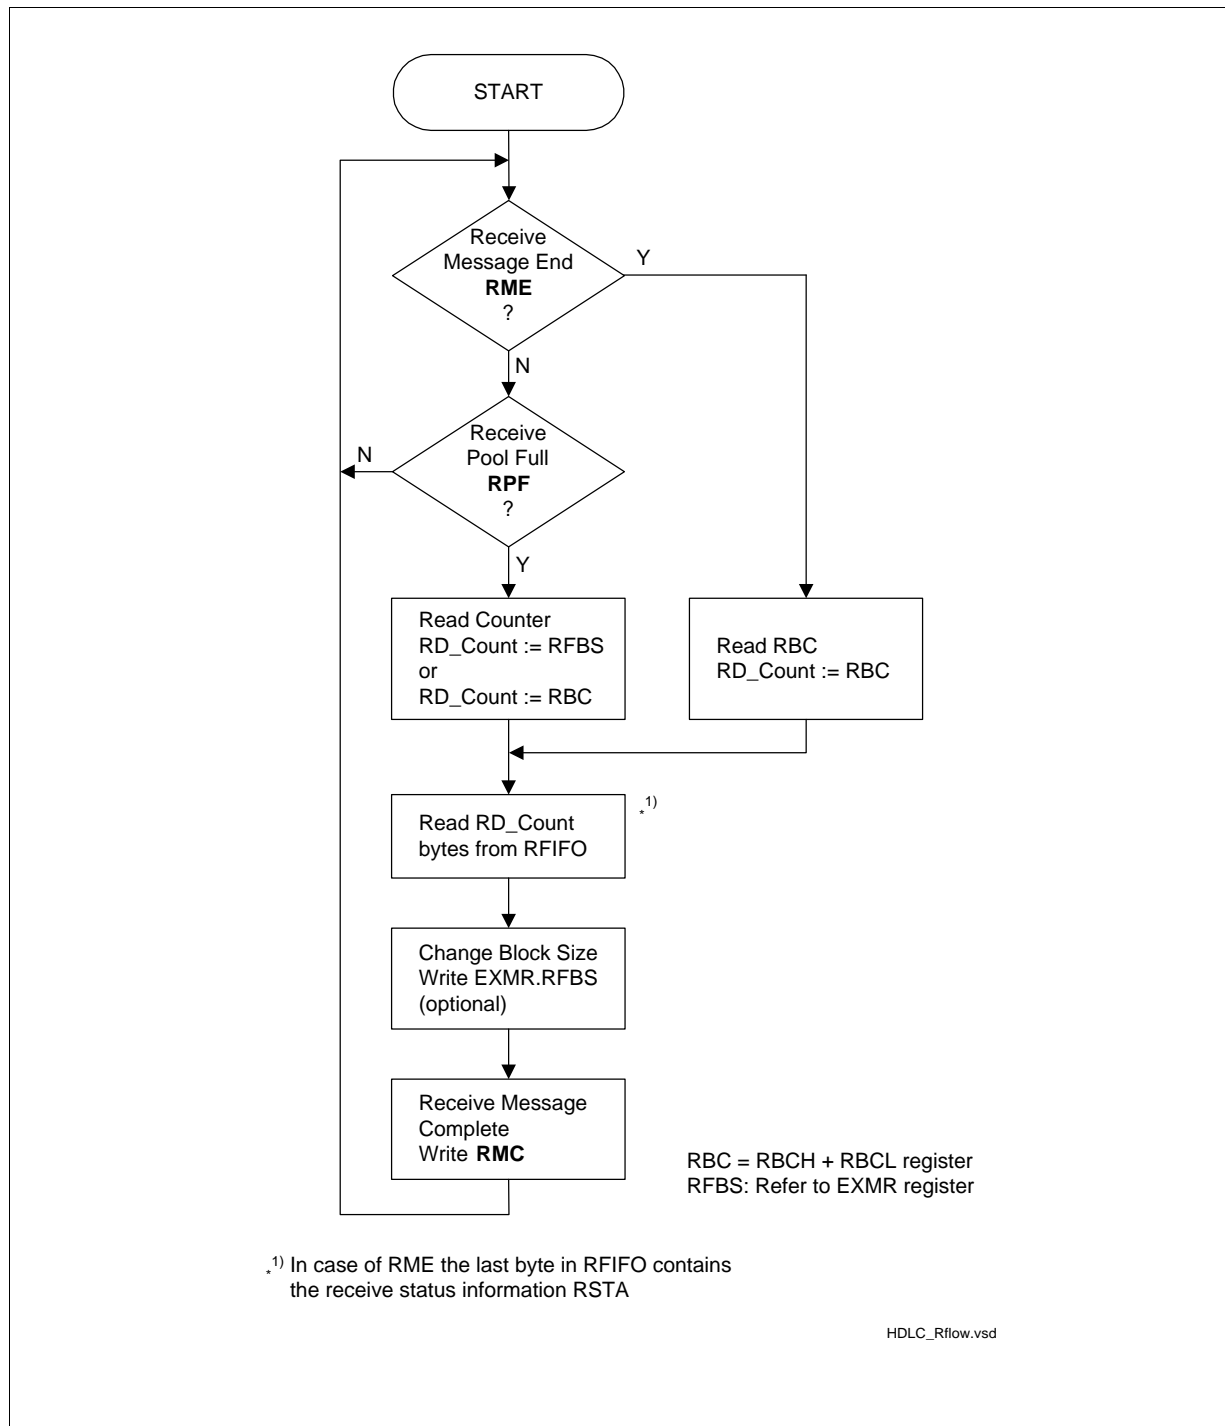 START
Receive
Message End
RME
?
Y
N
Receive
Pool Full
RPF
?
N
Y
Read Counter
RD_Count := RFBS
or
RD_Count := RBC
Read RBC
RD_Count := RBC
Read RD_Count
bytes from RFIFO
*1)
Change Block Size
Write EXMR.RFBS
(optional)
Receive Message
Complete
Write RMC
RBC = RBCH + RBCL register
RFBS: Refer to EXMR register
*1) In case of RME the last byte in RFIFO contains
the receive status information RSTA
HDLC_Rflow.vsd